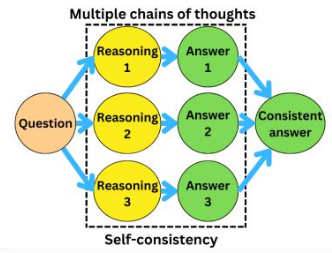 Multiple chains of thoughts
Reasoning
1
Answer
1
Question
Reasoning
2
Answer
2
Consistent
answer
Reasoning
3
Answer
3
Self-consistency